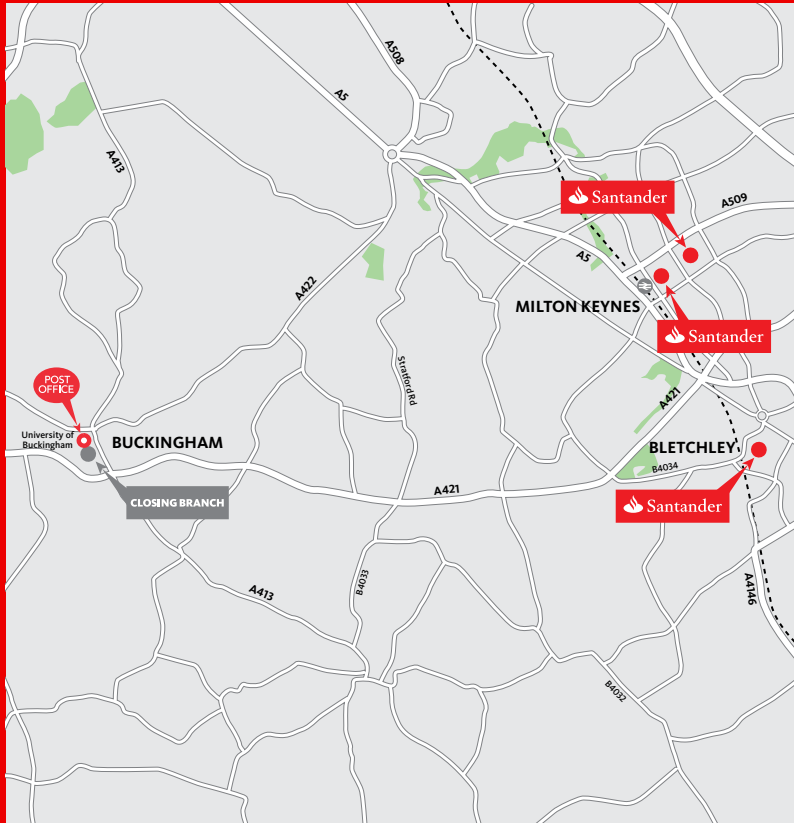 A508
A5
A413
Santander
A509
A5
A422
MILTON KEYNES
Santander
Stratford Rd
POST
OFFICE
A421
University of
Buckingham
BUCKINGHAM
BLETCHLEY
B4034
A421
CLOSING BRANCH
Santander
B4033
A413
A4146
B4032